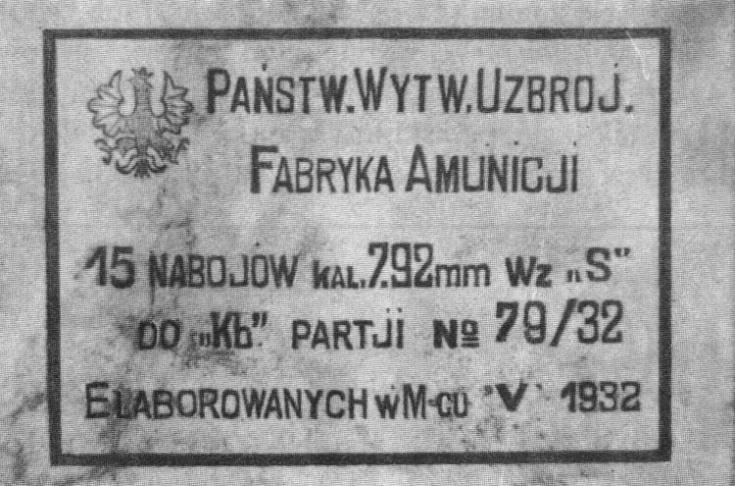 PAŃSTW. WYTW. UZBROJ.
FABRYKA AMUNICJI
15 NABOJÓW KAL. 7.92mm Wz „S”
DO „Kb” PARTJI № 79/32
ELABOROWANYCH w M-CU "V" 1932